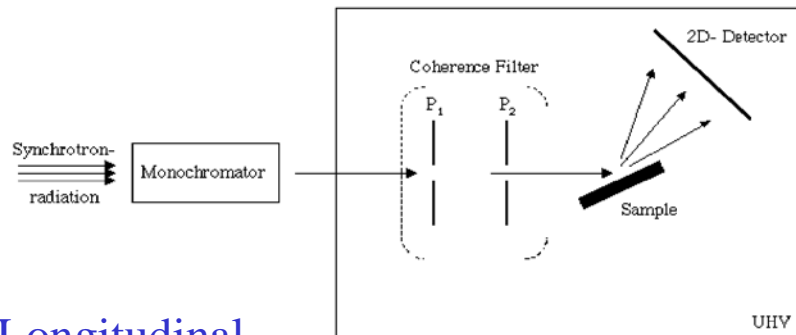 2D- Detector
Coherence Filter
P1 P2
Synchrotron-
radiation
Monochromator
Sample
Longitudinal
UHV